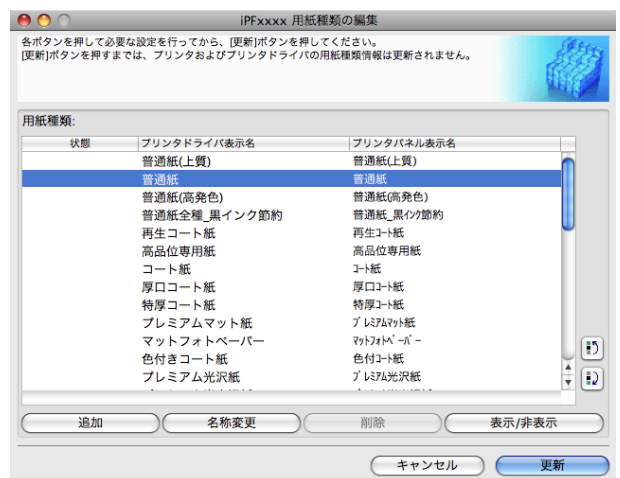 iPFxxxx 用紙種類の編集
各ボタンを押して必要な設定を行ってから、[更新]ボタンを押してください。
[更新]ボタンを押すまでは、プリンタおよびプリンタドライバの用紙種類情報は更新されません。
用紙種類:
状態 プリンタドライバ表示名 プリンタパネル表示名
普通紙(上質) 普通紙(上質)
普通紙 普通紙
普通紙(高発色) 普通紙(高発色)
普通紙全種_黒インク節約 普通紙_黒ｲﾝｸ節約
再生コート紙 再生ｺｰﾄ紙
高品位専用紙 高品位専用紙
コート紙 ｺｰﾄ紙
厚口コート紙 厚口ｺｰﾄ紙
特厚コート紙 特厚ｺｰﾄ紙
プレミアムマット紙 ﾌﾟﾚﾐｱﾑﾏｯﾄ紙
マットフォトペーパー ﾏｯﾄﾌｫﾄﾍﾟｰﾊﾟｰ
色付きコート紙 色付ｺｰﾄ紙
プレミアム光沢紙 ﾌﾟﾚﾐｱﾑ光沢紙
追加 名称変更 削除 表示/非表示
キャンセル 更新